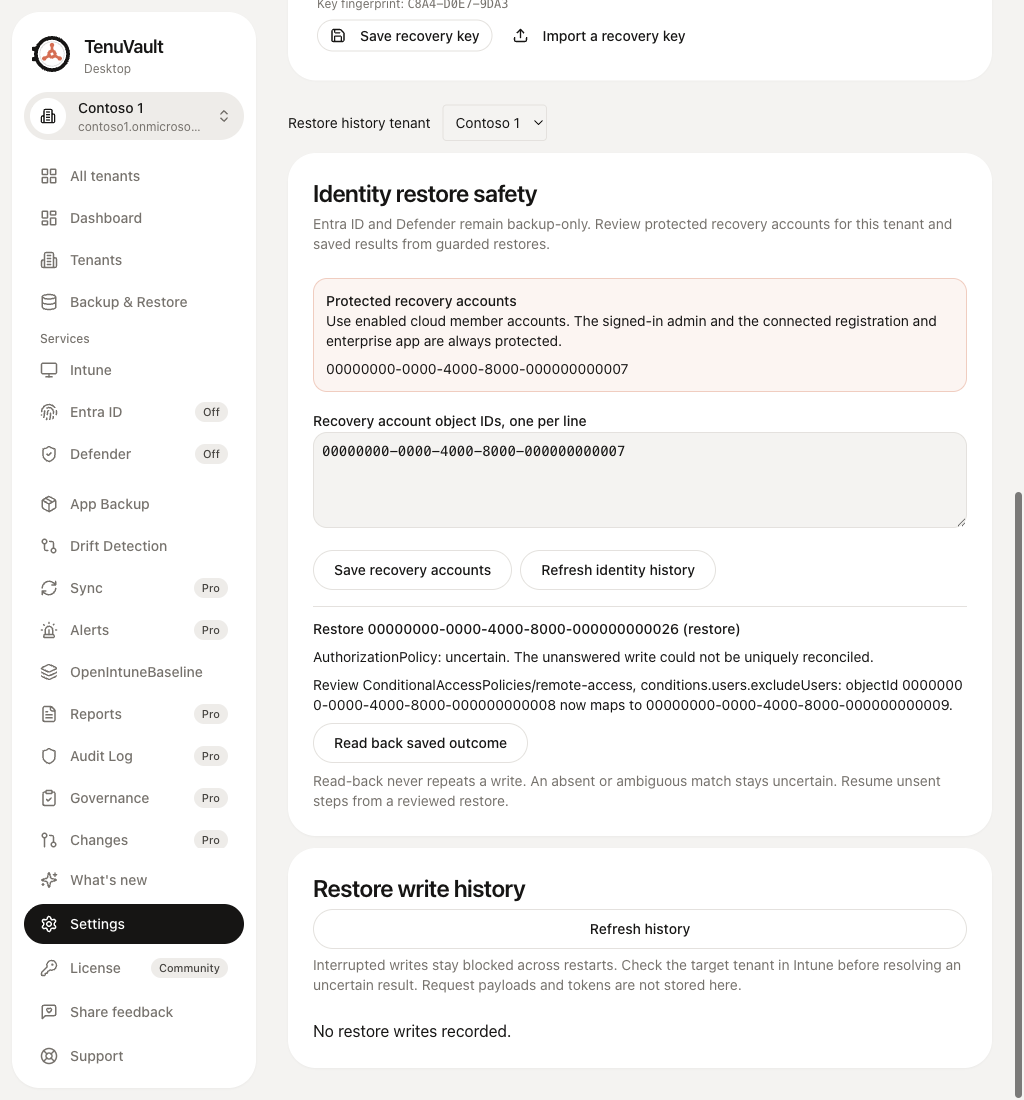 TenuVault
Desktop
Contoso 1
contoso1.onmicroso...
All tenants
Dashboard
Tenants
Backup & Restore
Services
Intune
Entra ID Off
Defender Off
App Backup
Drift Detection
Sync Pro
Alerts Pro
OpenIntuneBaseline
Reports Pro
Audit Log Pro
Governance Pro
Changes Pro
What's new
Settings
License Community
Share feedback
Support
Key fingerprint: C8A4-D0E7-9DA3
Save recovery key
Import a recovery key
Restore history tenant
Contoso 1
Identity restore safety
Entra ID and Defender remain backup-only. Review protected recovery accounts for this tenant and
saved results from guarded restores.
Protected recovery accounts
Use enabled cloud member accounts. The signed-in admin and the connected registration and
enterprise app are always protected.
00000000-0000-4000-8000-000000000007
Recovery account object IDs, one per line
00000000-0000-4000-8000-000000000007
Save recovery accounts
Refresh identity history
Restore 00000000-0000-4000-8000-000000000026 (restore)
AuthorizationPolicy: uncertain. The unanswered write could not be uniquely reconciled.
Review ConditionalAccessPolicies/remote-access, conditions.users.excludeUsers: objectId 0000000
0-0000-4000-8000-000000000008 now maps to 00000000-0000-4000-8000-000000000009.
Read back saved outcome
Read-back never repeats a write. An absent or ambiguous match stays uncertain. Resume unsent
steps from a reviewed restore.
Restore write history
Refresh history
Interrupted writes stay blocked across restarts. Check the target tenant in Intune before resolving an
uncertain result. Request payloads and tokens are not stored here.
No restore writes recorded.